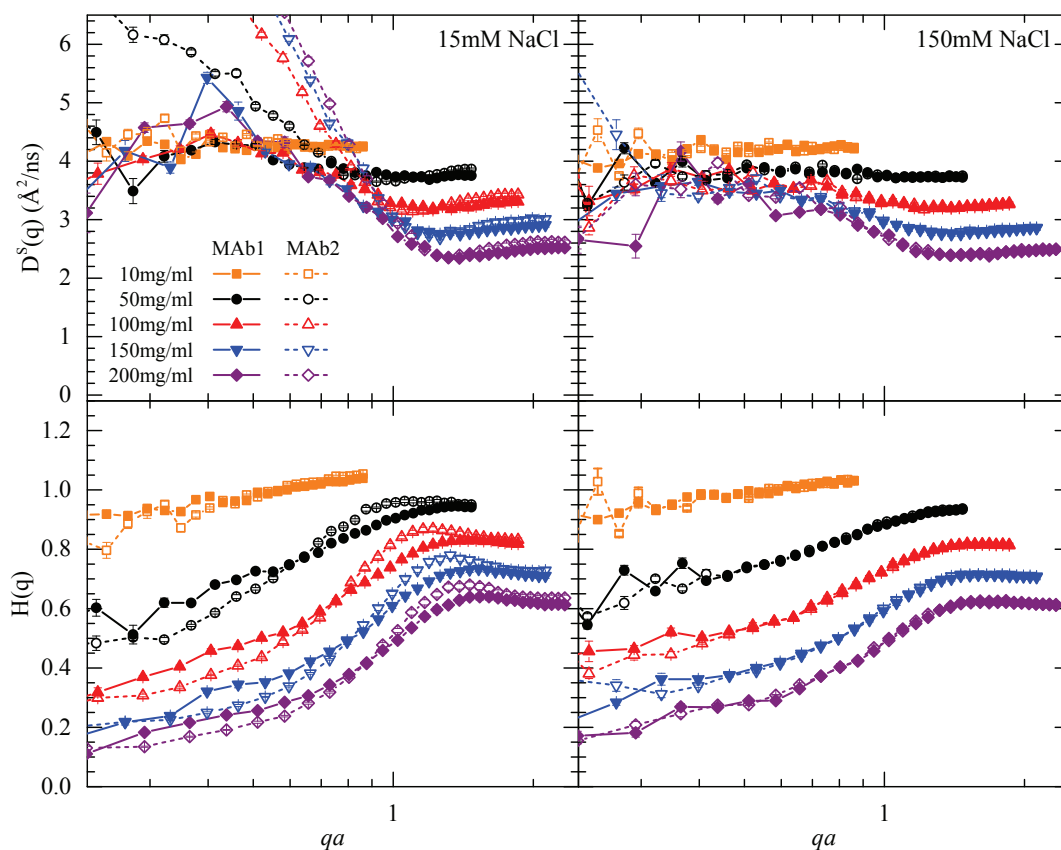 15mM NaCl
150mM NaCl
6
5
4
3
2
1
0
Dˢ(q) (Å²/ns)
MAb1 MAb2
10mg/ml
50mg/ml
100mg/ml
150mg/ml
200mg/ml
1.2
1.0
0.8
0.6
0.4
0.2
0.0
H(q)
1
1
qa
qa